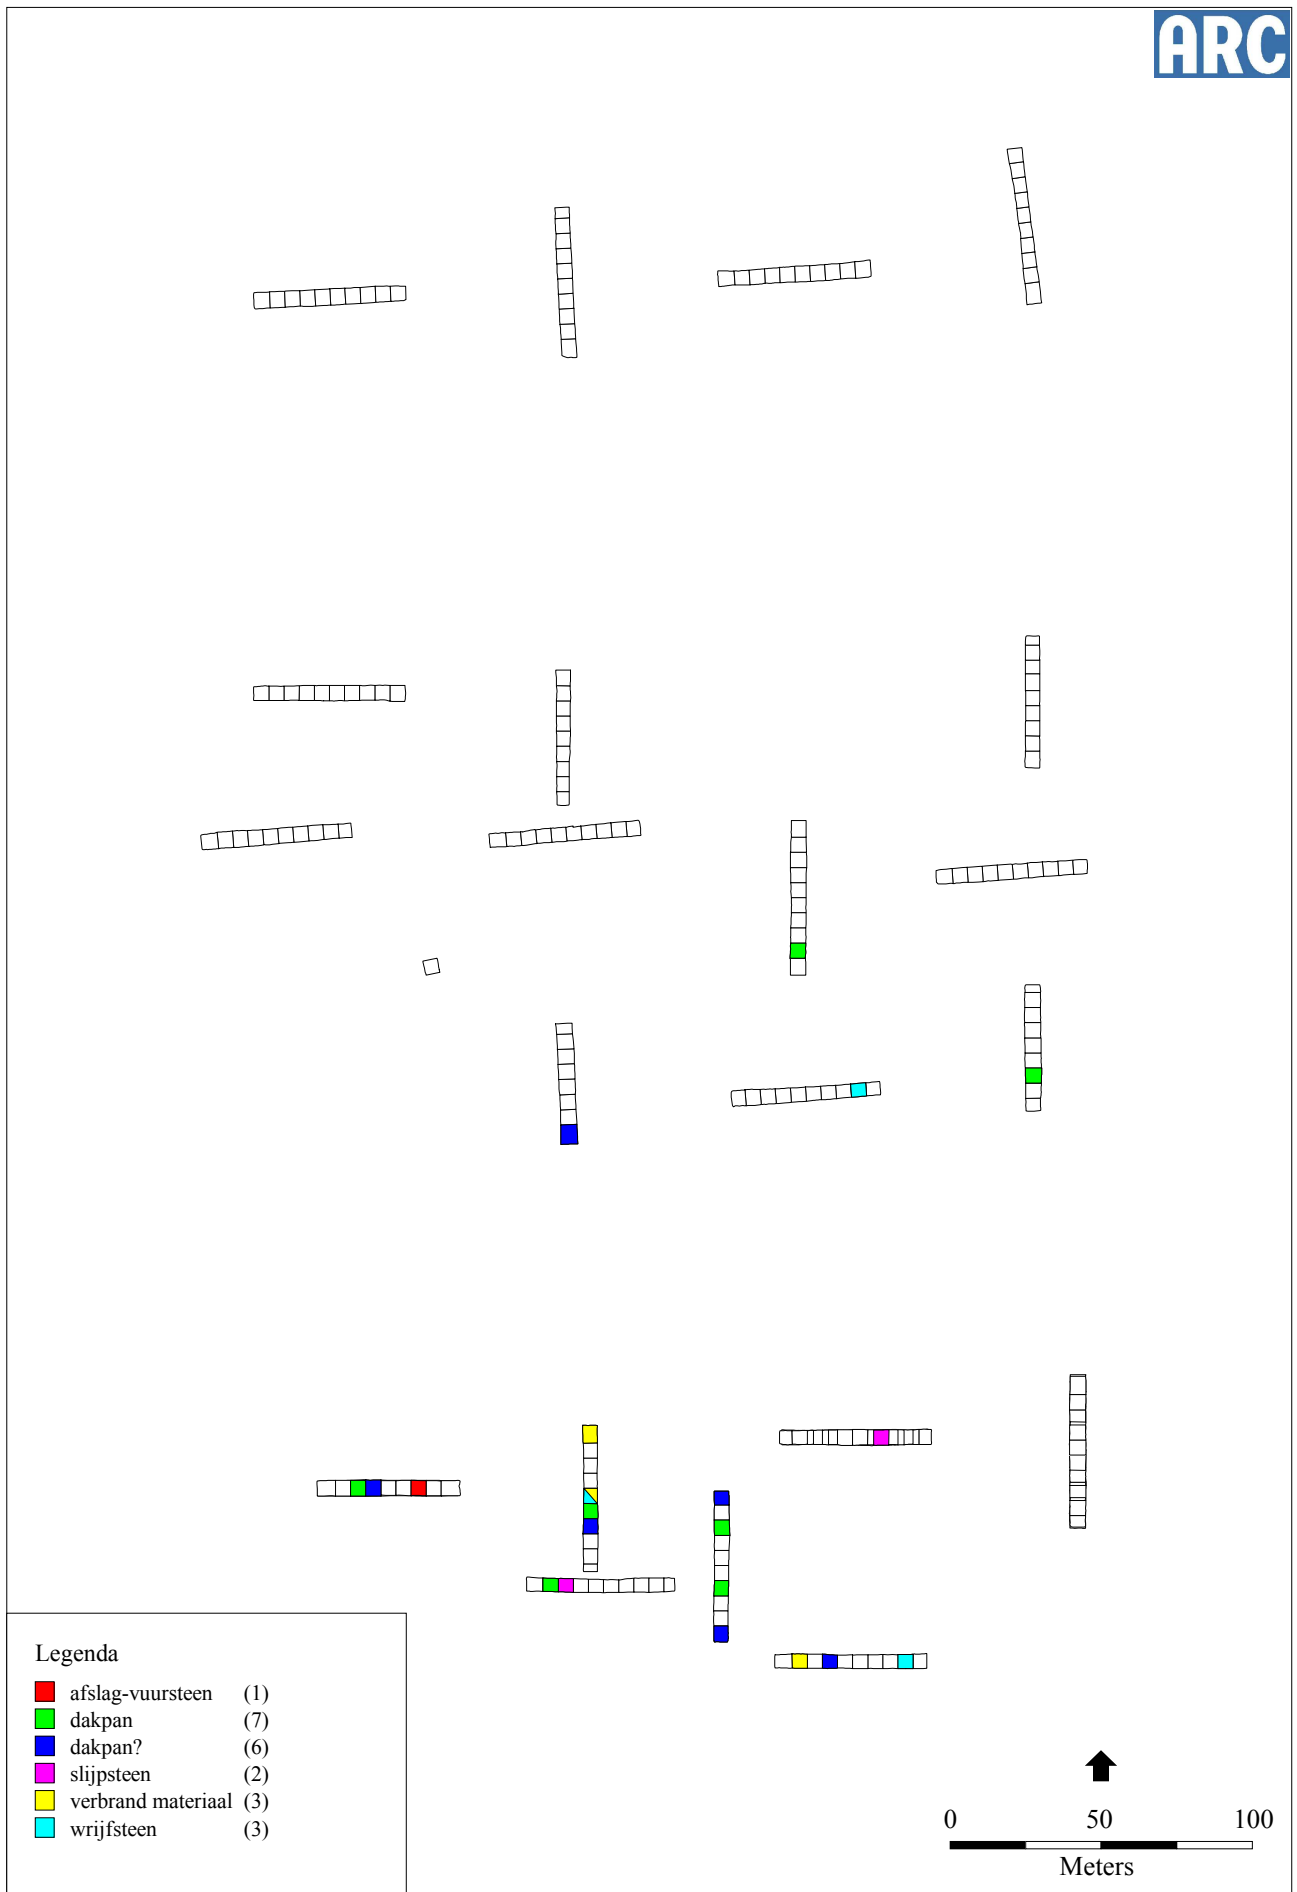 ARC
Legenda
afslag-vuursteen (1)
dakpan (7)
dakpan? (6)
slijpsteen (2)
verbrand materiaal (3)
wrijfsteen (3)
0 50 100
Meters